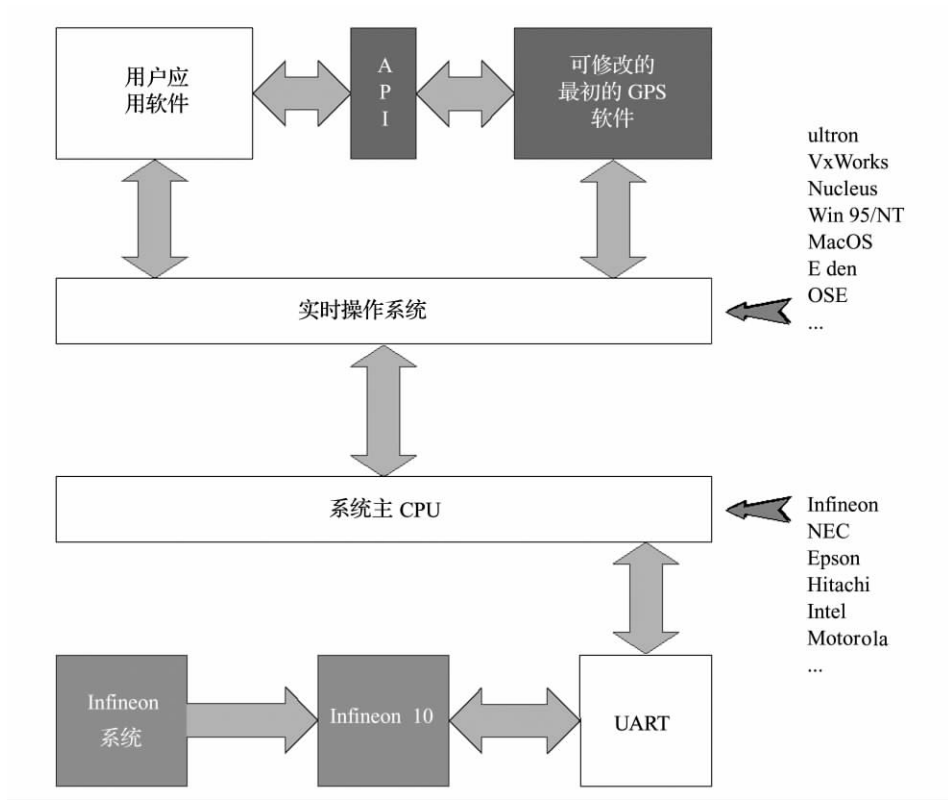 用户应
用软件
A
P
I
可修改的
最初的 GPS
软件
ultron
VxWorks
Nucleus
Win 95/NT
MacOS
E den
OSE
...
实时操作系统
系统主 CPU
Infineon
NEC
Epson
Hitachi
Intel
Motorola
...
Infineon
系统
Infineon 10
UART